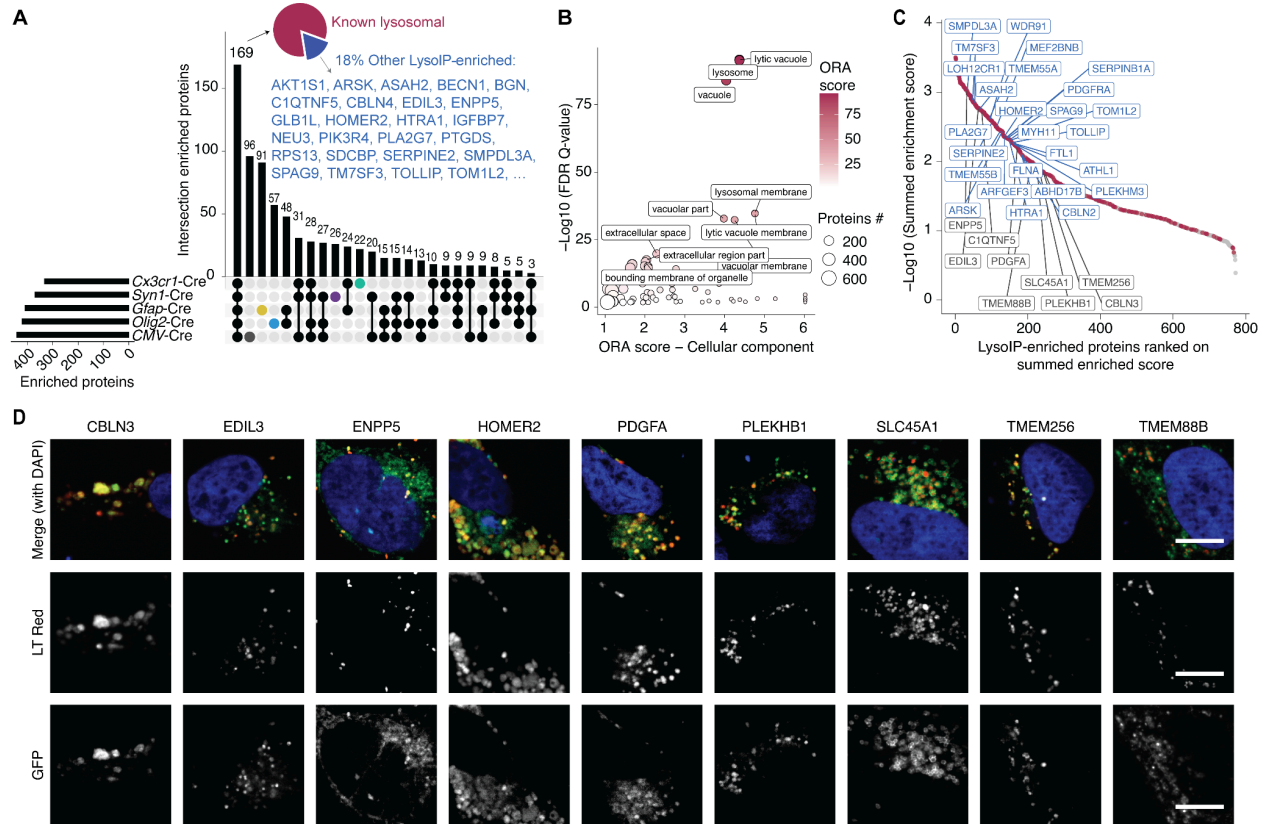 A
Known lysosomal
169
18% Other LysoIP-enriched:
AKT1S1, ARSK, ASAH2, BECN1, BGN,
C1QTNF5, CBLN4, EDIL3, ENPP5,
GLB1L, HOMER2, HTRA1, IGFBP7,
NEU3, PIK3R4, PLA2G7, PTGDS,
RPS13, SDCBP, SERPINE2, SMPDL3A,
SPAG9, TM7SF3, TOLLIP, TOM1L2, ...
Intersection enriched proteins
150
100
50
0
96
91
57
48
31
28
27
26
24
22
20
15
15
14
13
10
9
9
9
9
8
5
5
3
Cx3cr1-Cre
Syn1-Cre
Gfap-Cre
Olig2-Cre
CMV-Cre
400
300
200
100
0
Enriched proteins
B
−Log10 (FDR Q-value)
75
50
25
0
lytic vacuole
lysosome
vacuole
lysosomal membrane
vacuolar part
lytic vacuole membrane
extracellular space
extracellular region part
vacuolar membrane
bounding membrane of organelle
1 2 3 4 5 6
ORA score − Cellular component
ORA
score
75
50
25
Proteins #
200
400
600
C
−Log10 (Summed enrichment score)
4
3
2
1
0
SMPDL3A
WDR91
TM7SF3
MEF2BNB
LOH12CR1
TMEM55A
SERPINB1A
ASAH2
PDGFRA
HOMER2
SPAG9
TOM1L2
PLA2G7
MYH11
TOLLIP
SERPINE2
FTL1
TMEM55B
FLNA
ATHL1
ARFGEF3
ABHD17B
PLEKHM3
ARSK
HTRA1
CBLN2
ENPP5
C1QTNF5
EDIL3
PDGFA
SLC45A1
TMEM256
TMEM88B
PLEKHB1
CBLN3
0 200 400 600 800
LysoIP-enriched proteins ranked on
summed enriched score
D
CBLN3 EDIL3 ENPP5 HOMER2 PDGFA PLEKHB1 SLC45A1 TMEM256 TMEM88B
Merge (with DAPI)
LT Red
GFP